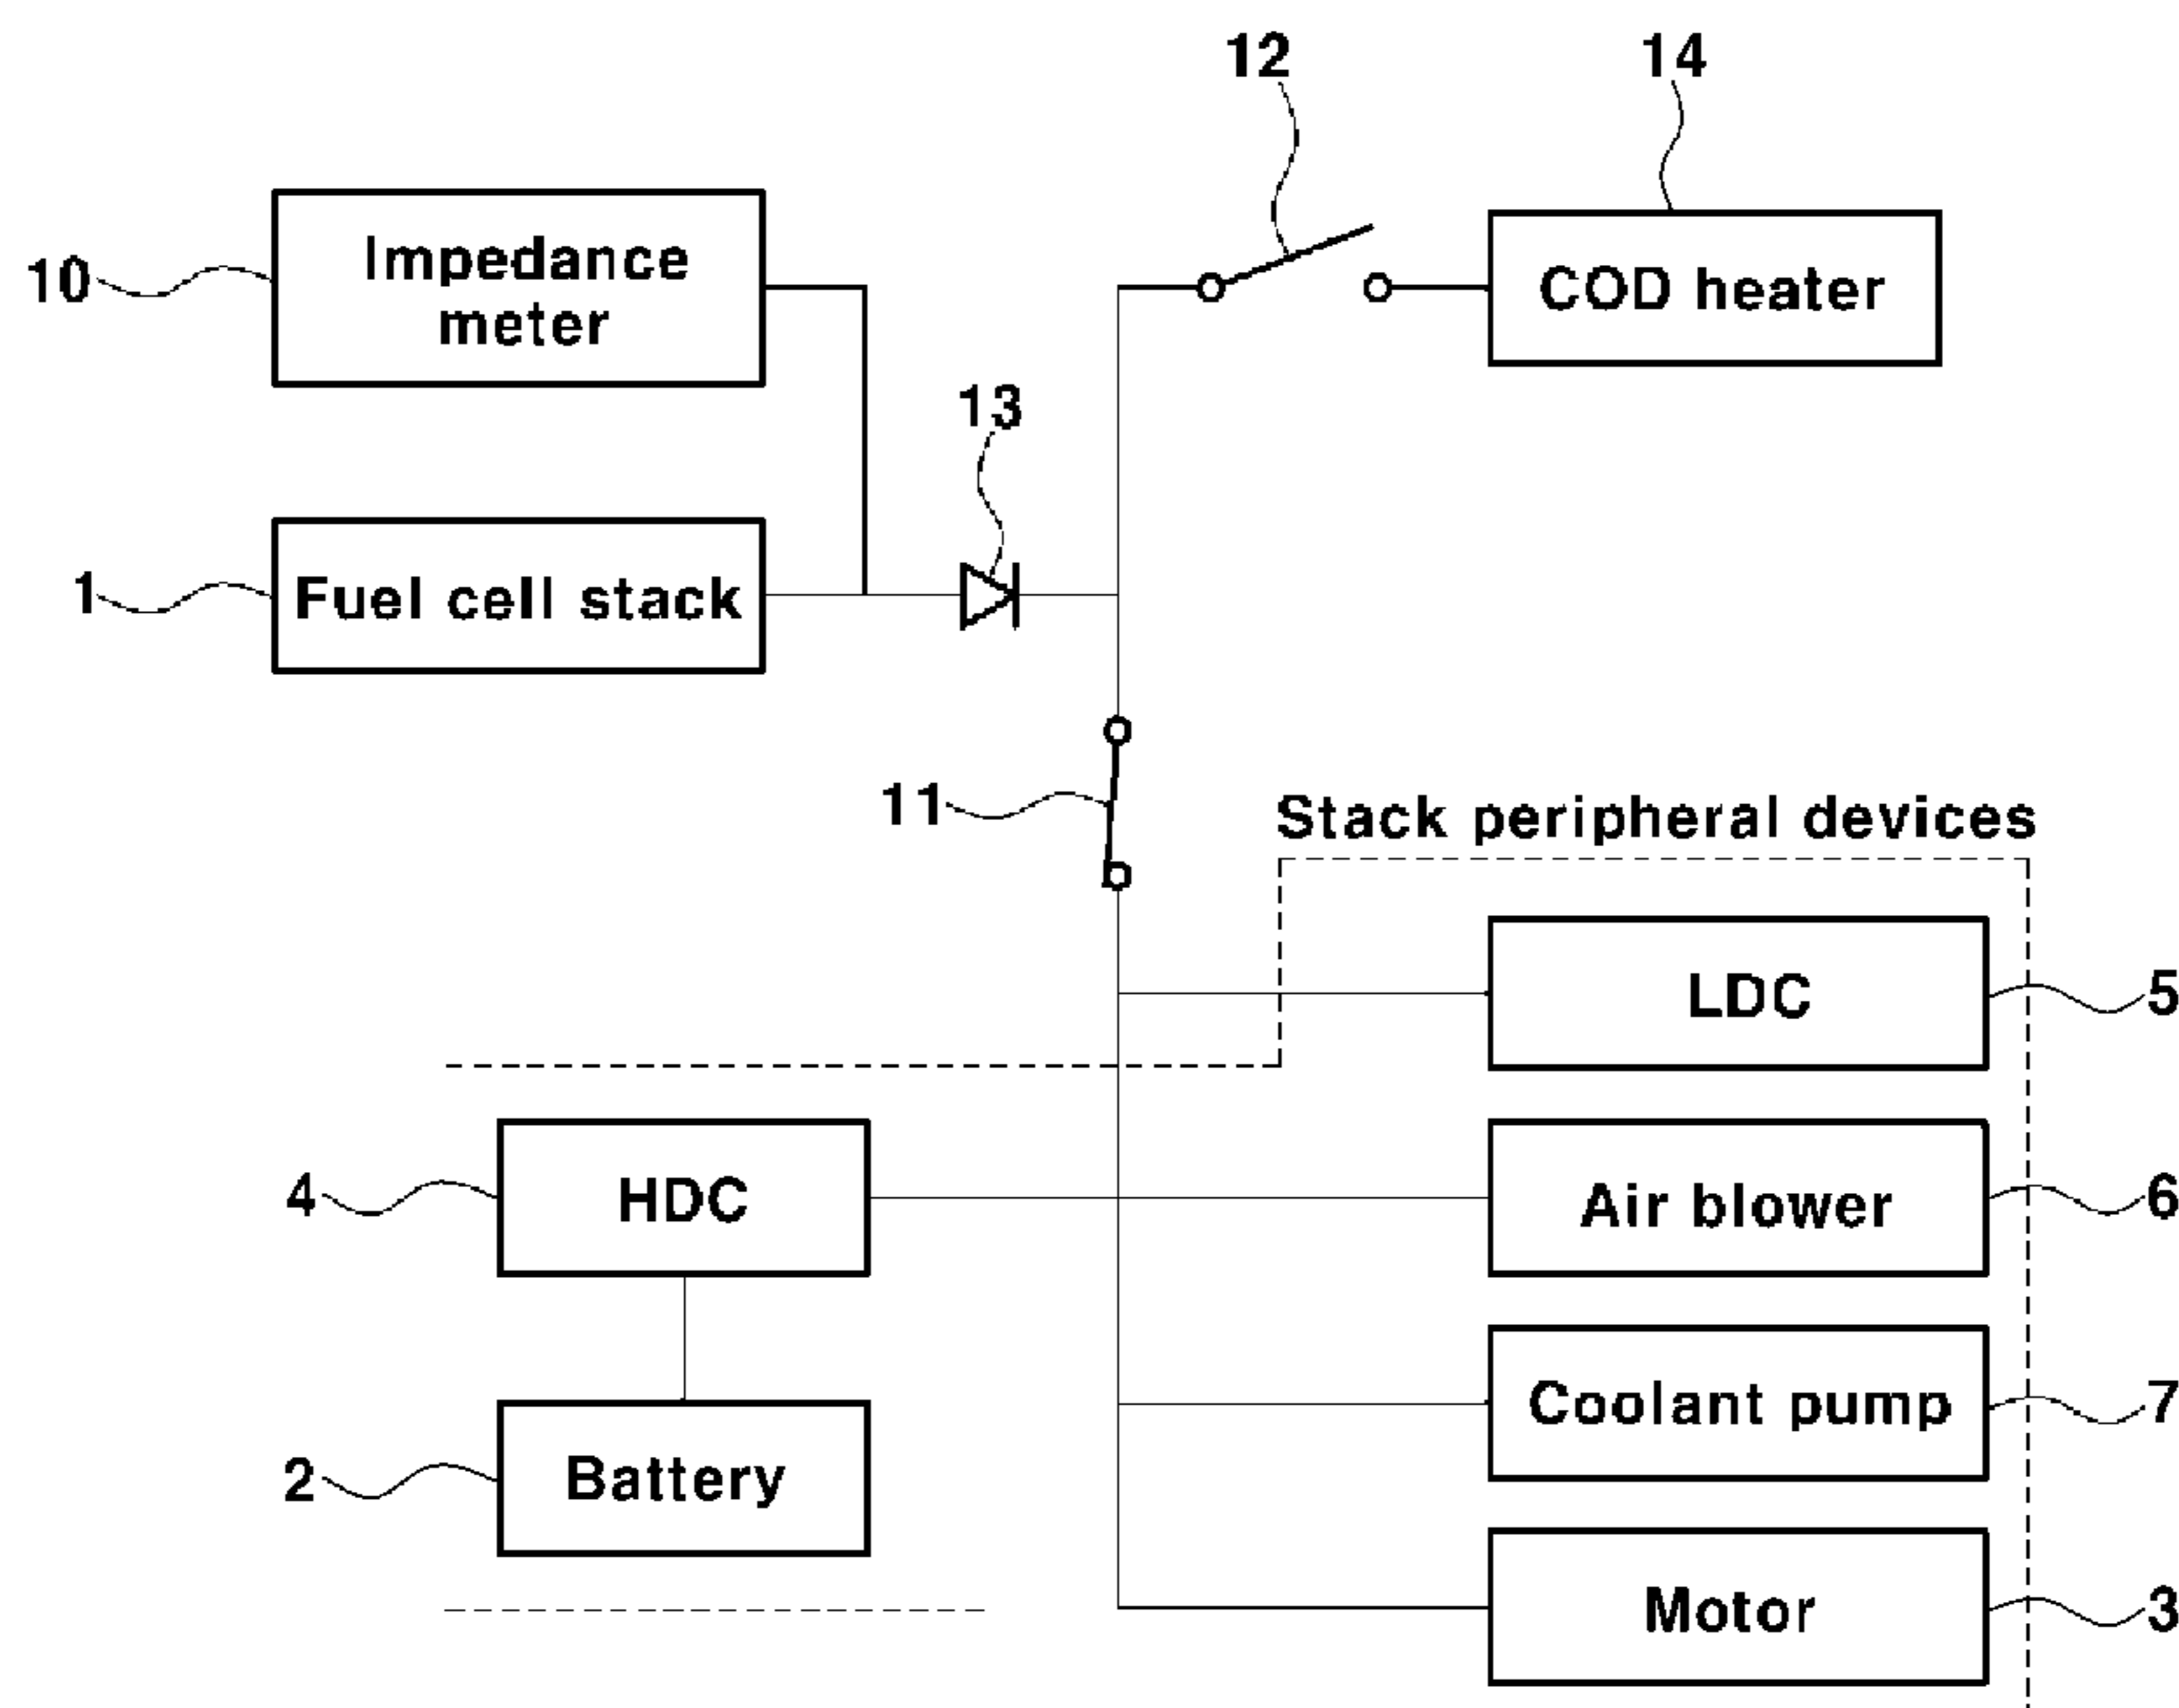 12
14
10
Impedance
meter
COD heater
13
1
Fuel cell stack
11
Stack peripheral devices
LDC
5
4
HDC
Air blower
6
Coolant pump
7
2
Battery
Motor
3